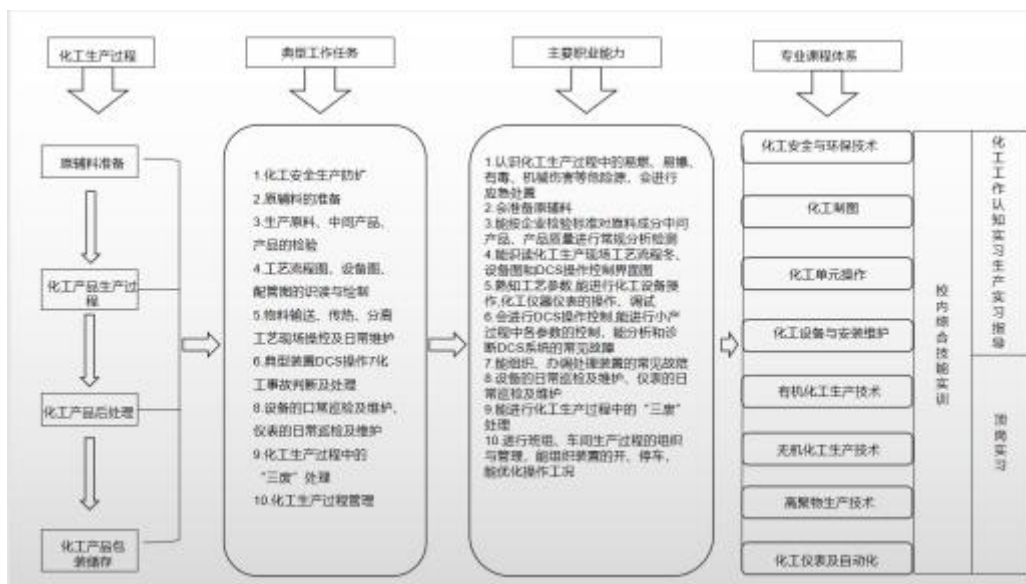 化工生产过程
典型工作任务
主要职业能力
专业课程体系
原辅料准备
化工产品生产过
程
化工产品后处理
化工产品包
装储存
1.化工安全生产防扩
2.原辅料的准备
3.生产原料、中间产品、
产品的检验
4.工艺流程图、设备图、
配管图的识读与绘制
5.物料输送、传热、分离
工艺现场操控及日常维护
6.典型装置DCS操作7化
工事故判断及处理
8.设备的口常巡检及维护、
仪表的日常巡检及维护
9.化工生产过程中的
“三废”处理
10.化工生产过程管理
1.认识化工生产过程中的易燃、易爆、
有毒、机械伤害等危险源、会进行
应急处置
2.会准备原辅料
3.能按企业检验标准对原料成分中间
产品、产品质量进行常规分析检测
4.能识读化工生产现场工艺流程冬、
设备图和DCS操作控制界面图
5.熟知工艺参数,能进行化工设备操
作,化工仪器仪表的操作、调试
6.会进行DCS操作控制,能进行小产
过程中各参数的控制、能分析和诊
断DCS系统的常见故障
7.能组织、办调处理装置的常见故障
8.设备的日常巡检及维护、仪表的日
常巡检及维护
9.能进行化工生产过程中的“三废”
处理
10.进行班组、车间生产过程的组织
与管理,能组织装置的开、停车、
能优化操作工况
化工安全与环保技术
化工制图
化工单元操作
化工设备与安装维护
有机化工生产技术
无机化工生产技术
高聚物生产技术
化工仪表及自动化
校内综合技能实训
化工工作认知实习生产实习指导
顶岗实习